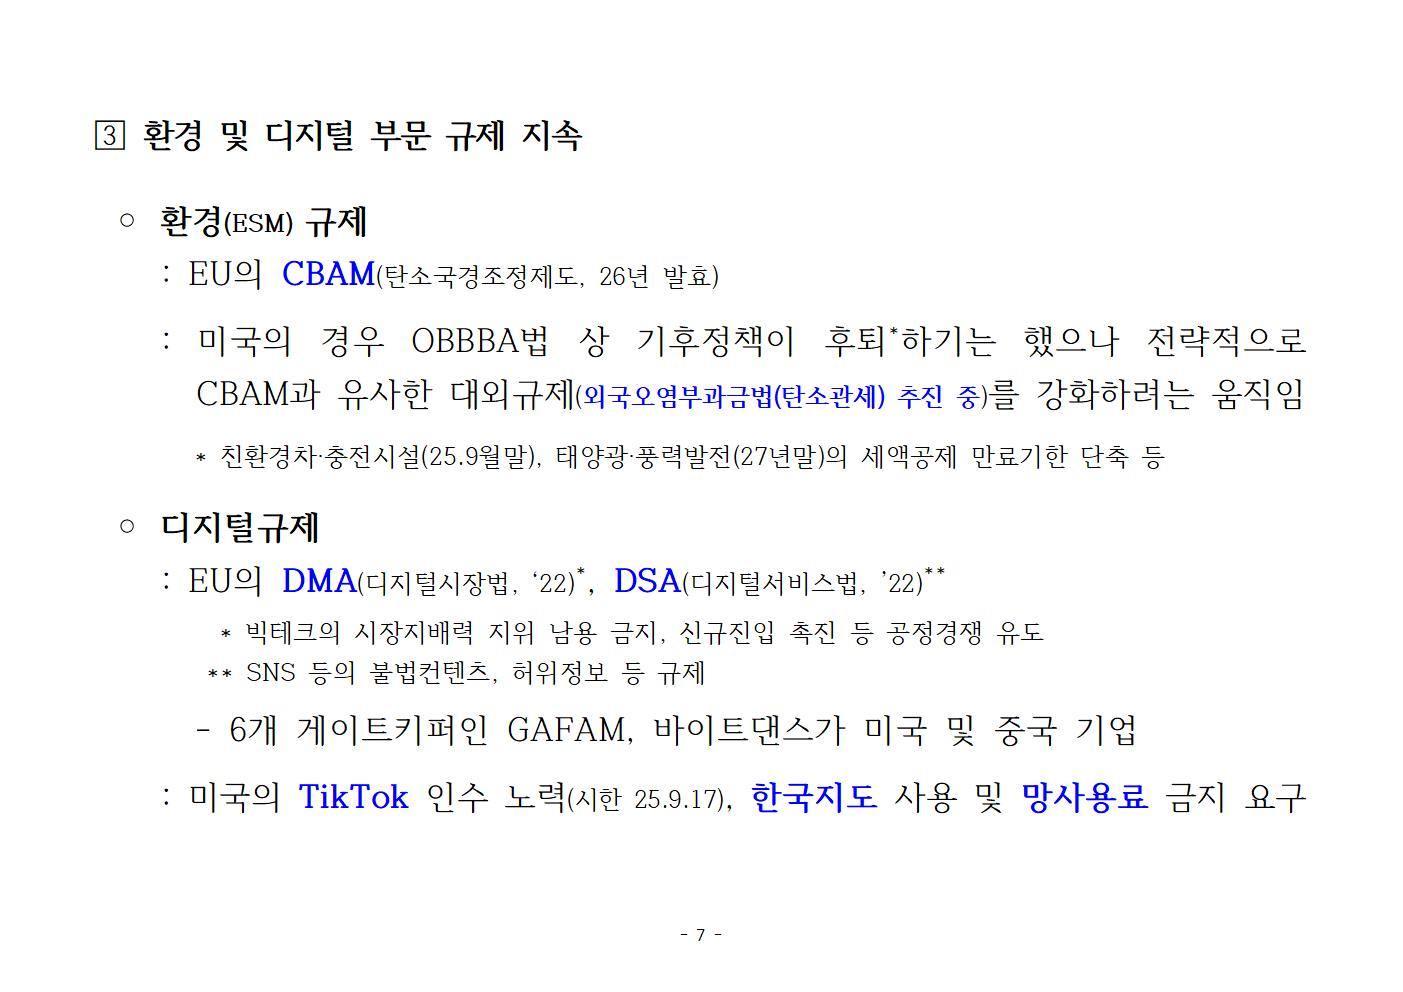 3 환경 및 디지털 부문 규제 지속
○ 환경(ESM) 규제
: EU의 CBAM(탄소국경조정제도, 26년 발효)
: 미국의 경우 OBBBA법 상 기후정책이 후퇴*하기는 했으나 전략적으로
CBAM과 유사한 대외규제(외국오염부과금법(탄소관세) 추진 중)를 강화하려는 움직임
* 친환경차·충전시설(25.9월말), 태양광·풍력발전(27년말)의 세액공제 만료기한 단축 등
○ 디지털규제
: EU의 DMA(디지털시장법, ‘22)*, DSA(디지털서비스법, ’22)**
* 빅테크의 시장지배력 지위 남용 금지, 신규진입 촉진 등 공정경쟁 유도
** SNS 등의 불법컨텐츠, 허위정보 등 규제
- 6개 게이트키퍼인 GAFAM, 바이트댄스가 미국 및 중국 기업
: 미국의 TikTok 인수 노력(시한 25.9.17), 한국지도 사용 및 망사용료 금지 요구
- 7 -